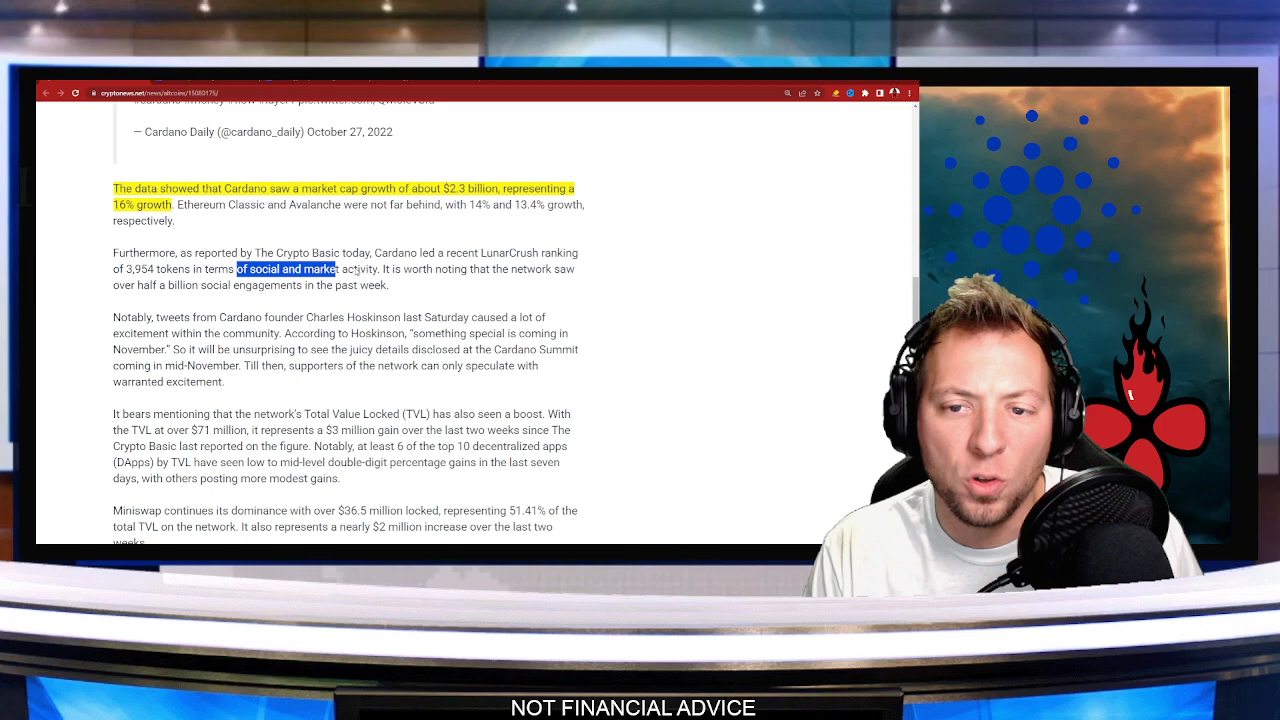 cryptonews.net/news/altcoins/15080175/
— Cardano Daily (@cardano_daily) October 27, 2022
The data showed that Cardano saw a market cap growth of about $2.3 billion, representing a
16% growth. Ethereum Classic and Avalanche were not far behind, with 14% and 13.4% growth,
respectively.
Furthermore, as reported by The Crypto Basic today, Cardano led a recent LunarCrush ranking
of 3,954 tokens in terms of social and market activity. It is worth noting that the network saw
over half a billion social engagements in the past week.
Notably, tweets from Cardano founder Charles Hoskinson last Saturday caused a lot of
excitement within the community. According to Hoskinson, “something special is coming in
November.” So it will be unsurprising to see the juicy details disclosed at the Cardano Summit
coming in mid-November. Till then, supporters of the network can only speculate with
warranted excitement.
It bears mentioning that the network’s Total Value Locked (TVL) has also seen a boost. With
the TVL at over $71 million, it represents a $3 million gain over the last two weeks since The
Crypto Basic last reported on the figure. Notably, at least 6 of the top 10 decentralized apps
(DApps) by TVL have seen low to mid-level double-digit percentage gains in the last seven
days, with others posting more modest gains.
Miniswap continues its dominance with over $36.5 million locked, representing 51.41% of the
total TVL on the network. It also represents a nearly $2 million increase over the last two
weeks.
NOT FINANCIAL ADVICE